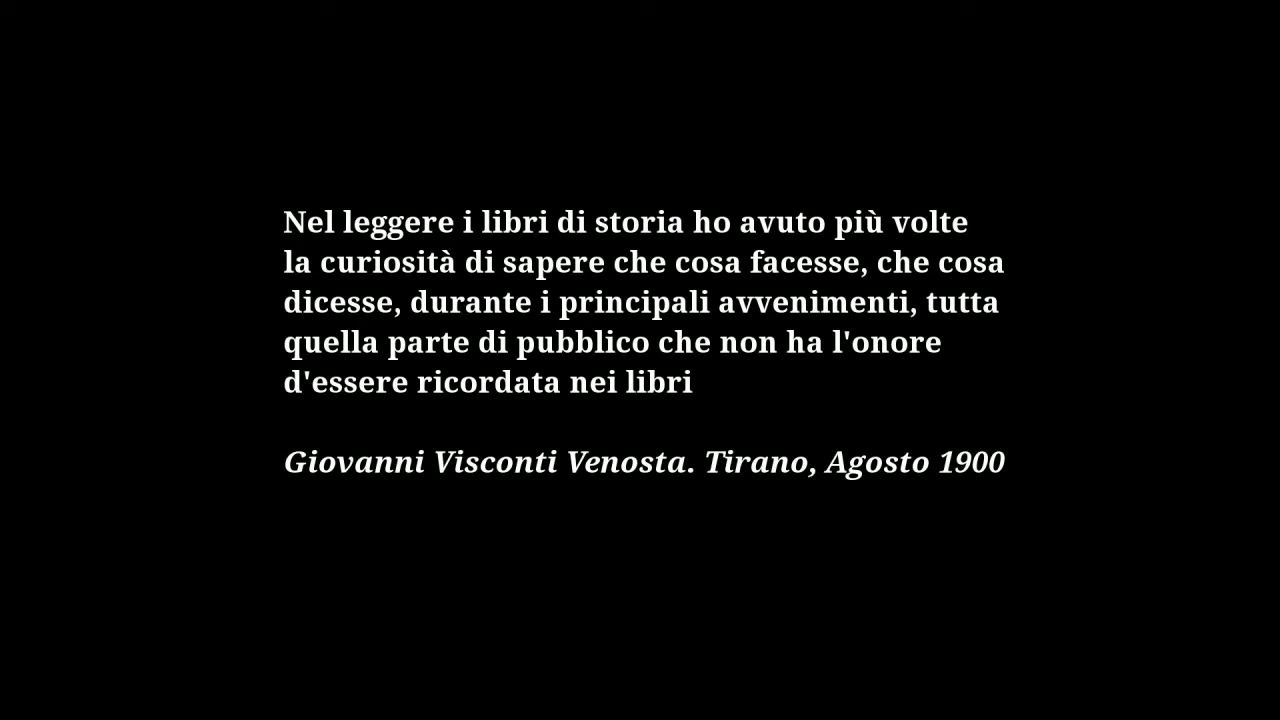 Nel leggere i libri di storia ho avuto più volte
la curiosità di sapere che cosa facesse, che cosa
dicesse, durante i principali avvenimenti, tutta
quella parte di pubblico che non ha l'onore
d'essere ricordata nei libri
Giovanni Visconti Venosta. Tirano, Agosto 1900